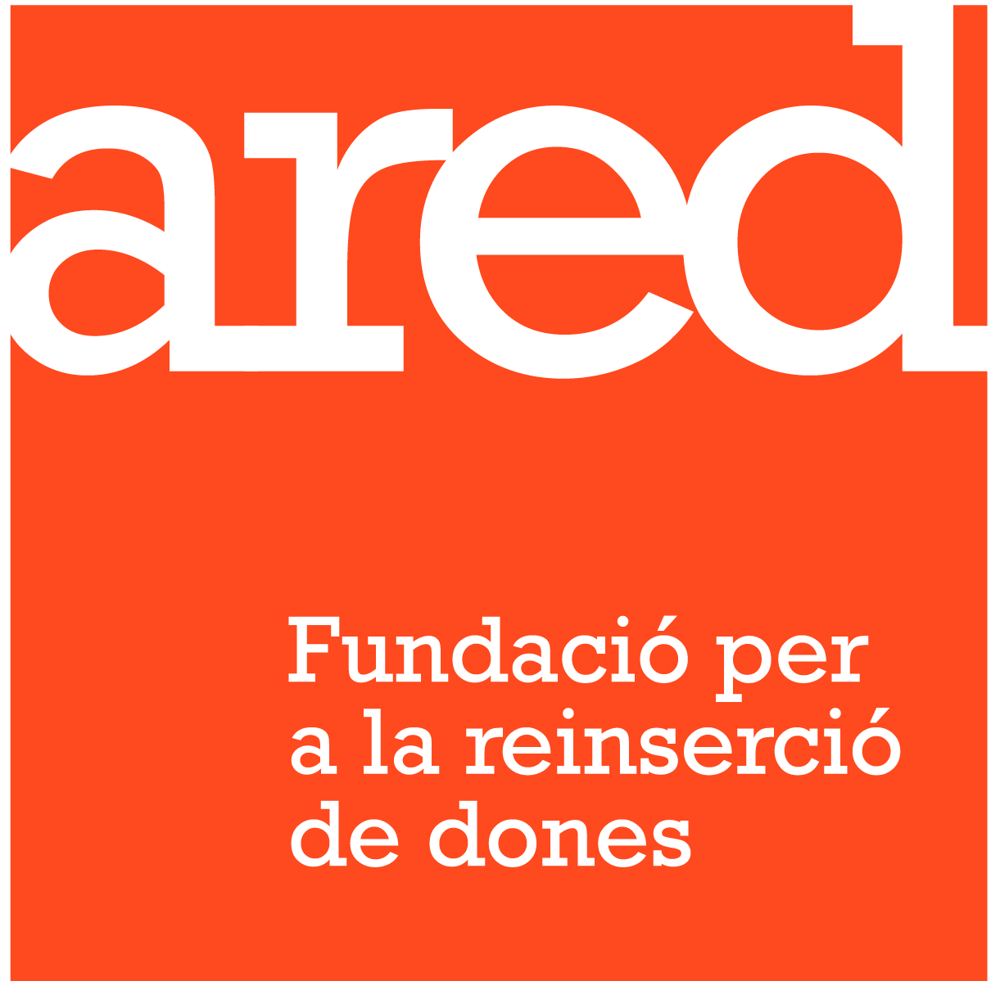 ared
Fundació per
a la reinserció
de dones